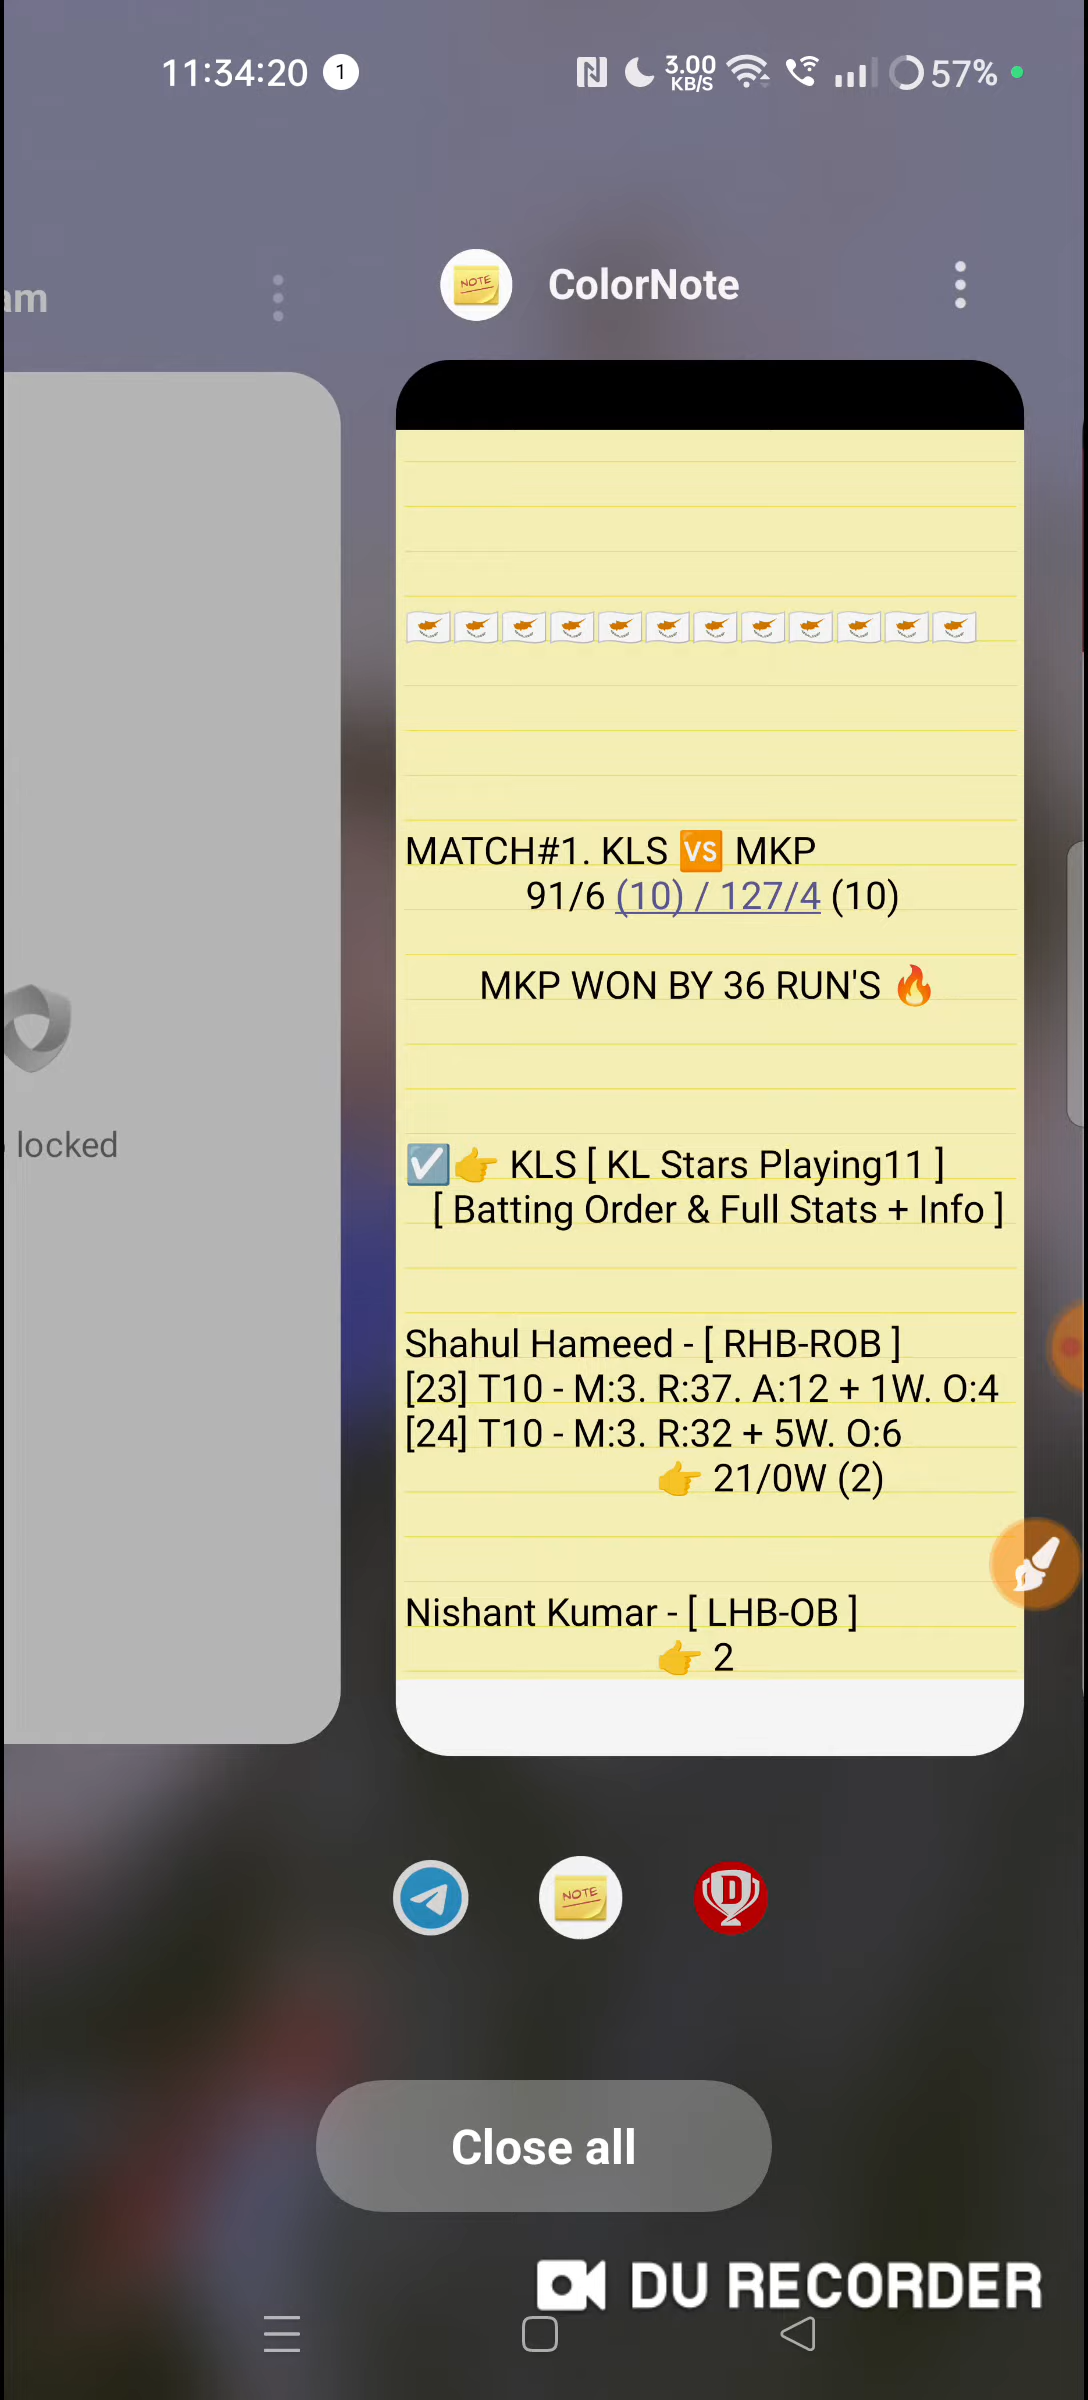 11:34:20 1 3.00 KB/S 57%
am
NOTE ColorNote
locked
MATCH#1. KLS 🆚 MKP
91/6 (10) / 127/4 (10)
MKP WON BY 36 RUN'S 🔥
☑️👉 KLS [ KL Stars Playing11 ]
[ Batting Order & Full Stats + Info ]
Shahul Hameed - [ RHB-ROB ]
[23] T10 - M:3. R:37. A:12 + 1W. O:4
[24] T10 - M:3. R:32 + 5W. O:6
👉 21/0W (2)
Nishant Kumar - [ LHB-OB ]
👉 2
NOTE D
Close all
DU RECORDER